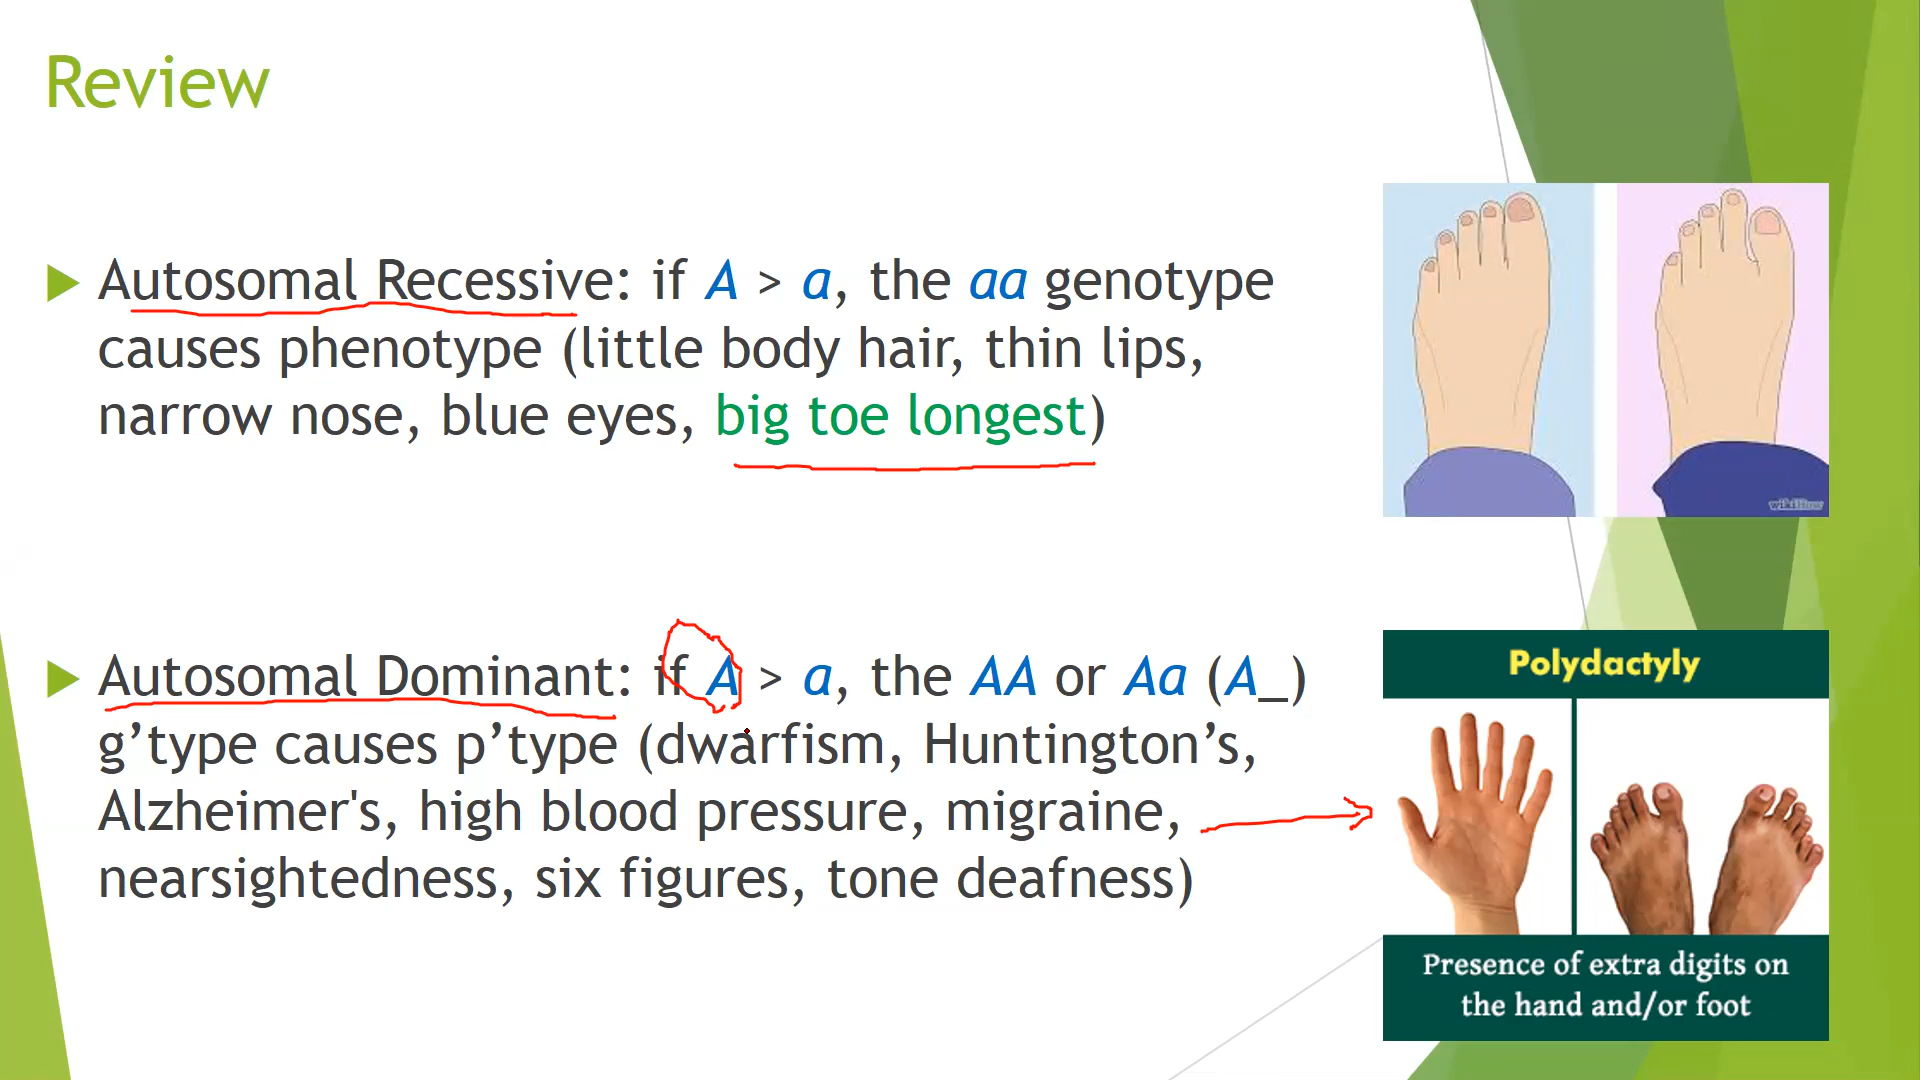 Review
Autosomal Recessive: if A > a, the aa genotype
causes phenotype (little body hair, thin lips,
narrow nose, blue eyes, big toe longest)
wikiHow
Autosomal Dominant: if A > a, the AA or Aa (A_)
g’type causes p’type (dwarfism, Huntington’s,
Alzheimer's, high blood pressure, migraine,
nearsightedness, six figures, tone deafness)
Polydactyly
Presence of extra digits on
the hand and/or foot